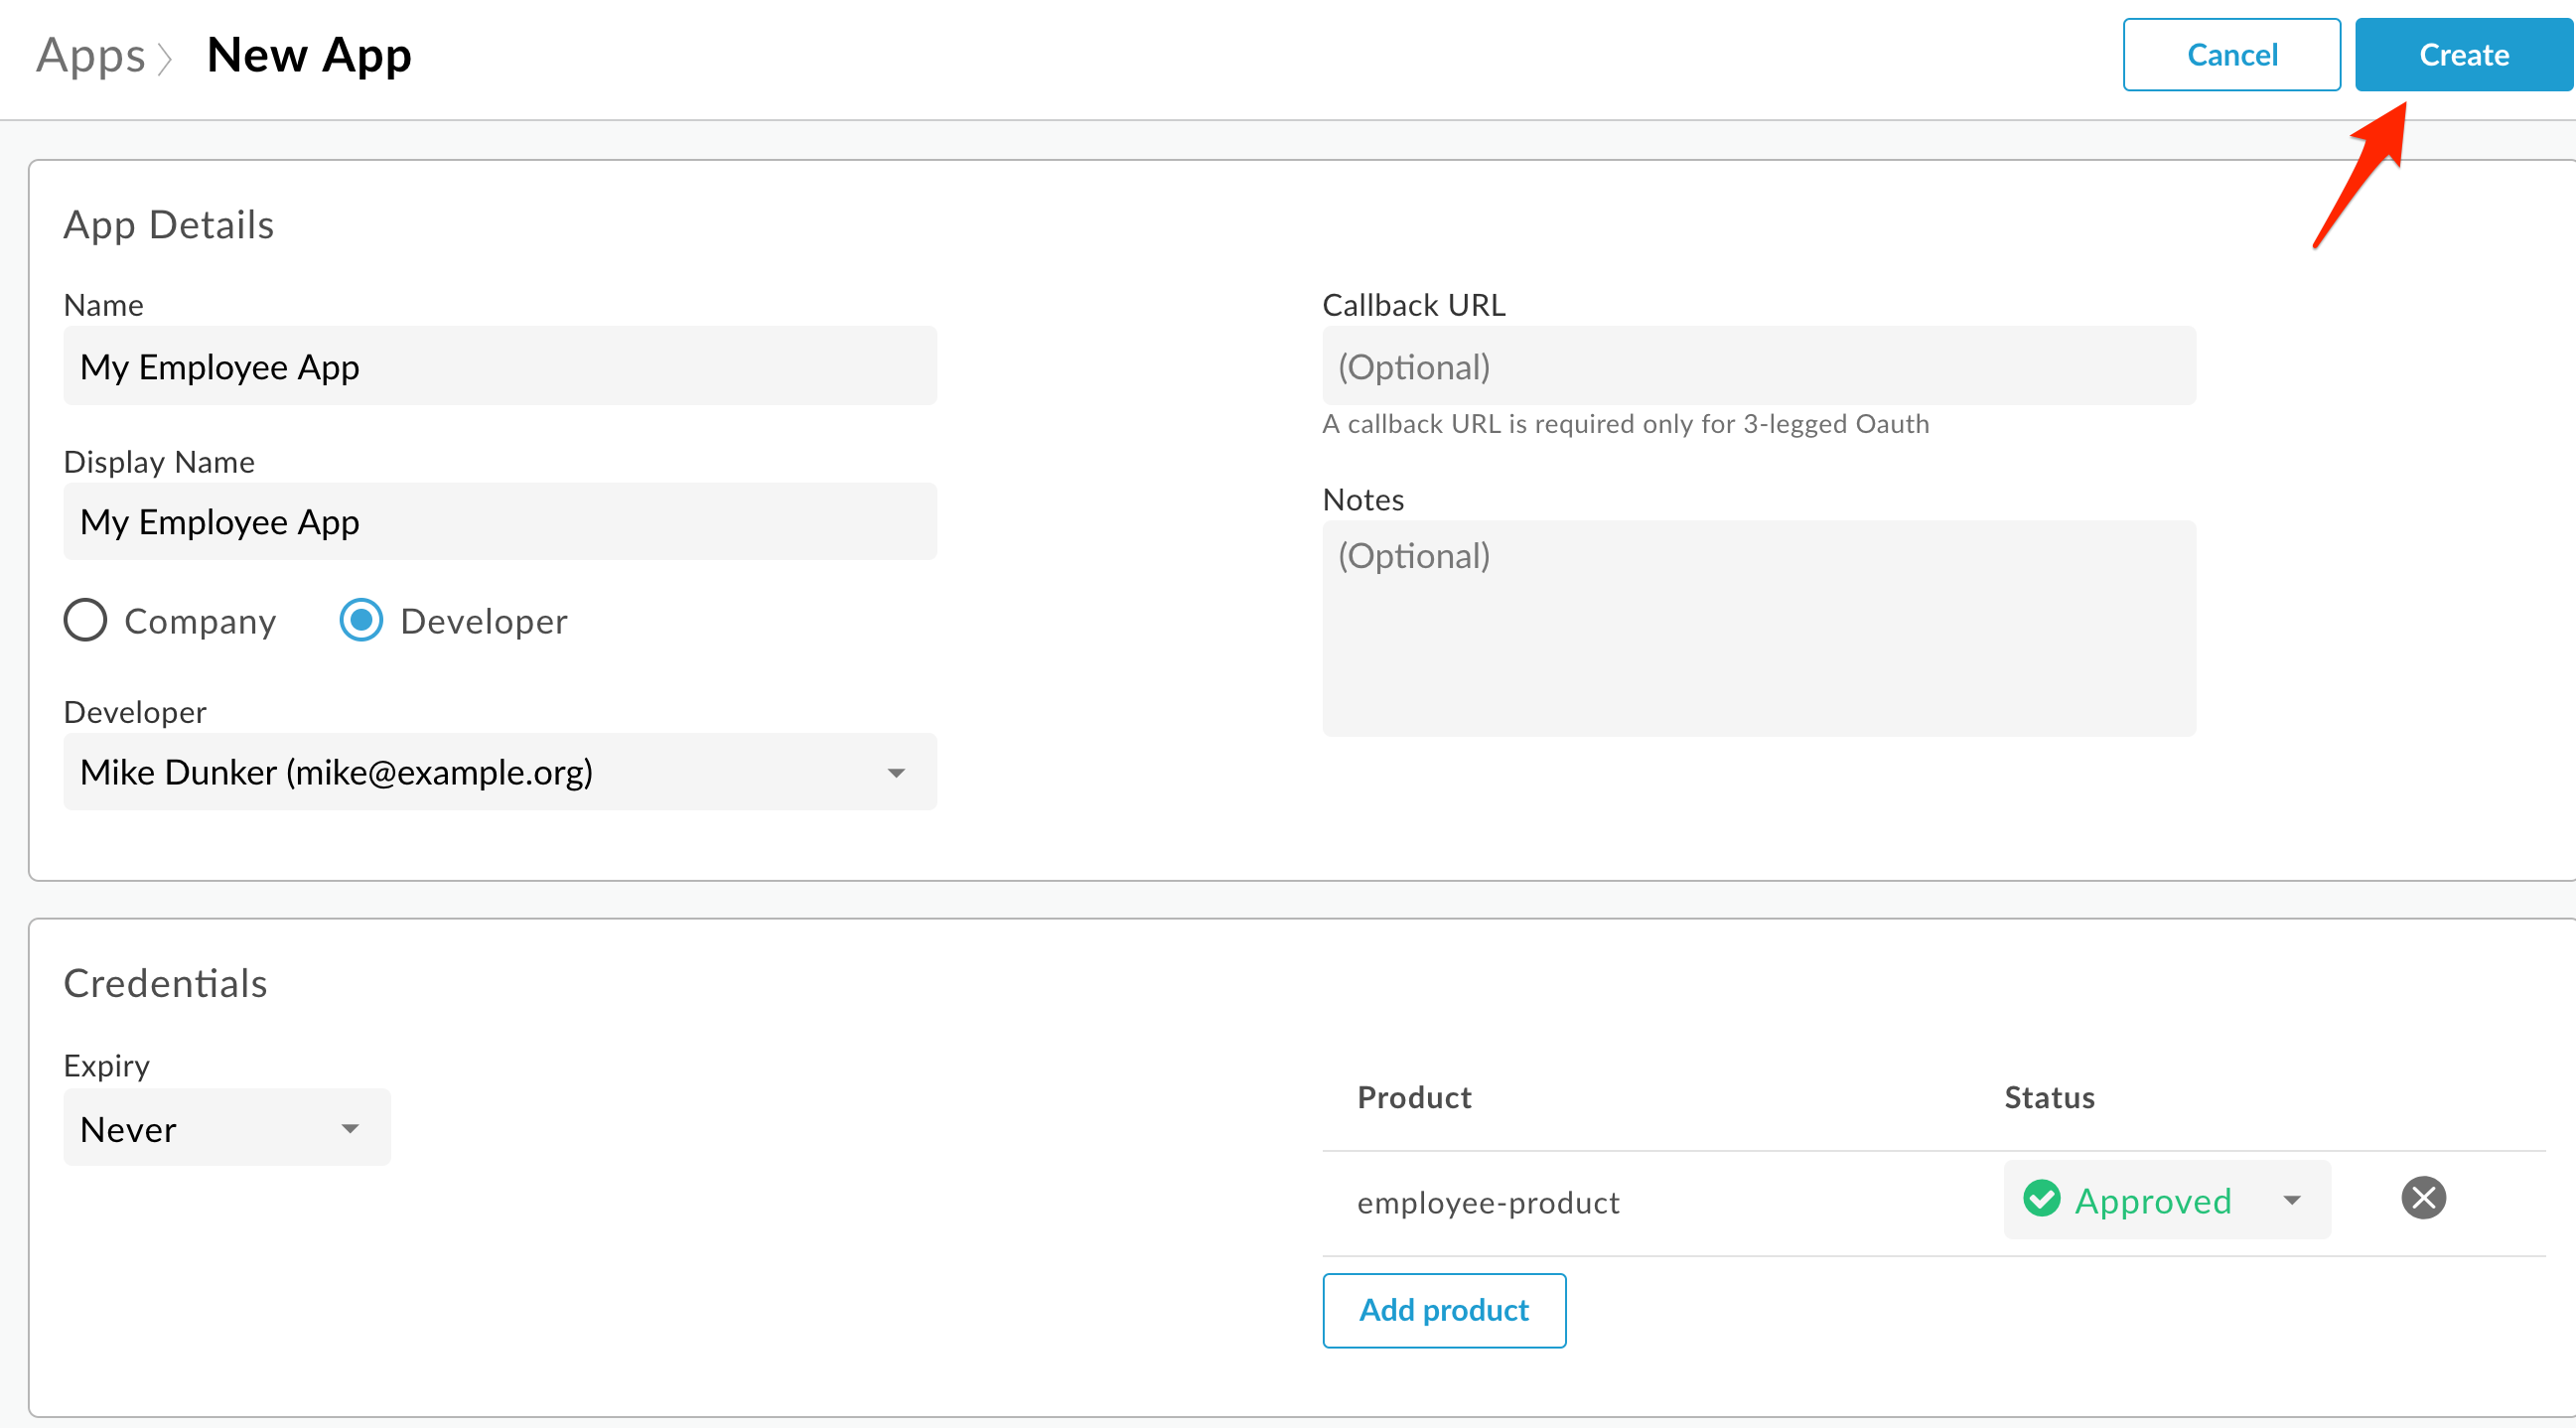 Apps New App
Cancel
Create
App Details
Name
My Employee App
Display Name
My Employee App
Company Developer
Developer
Mike Dunker (mike@example.org)
Callback URL
(Optional)
A callback URL is required only for 3-legged Oauth
Notes
(Optional)
Credentials
Expiry
Never
Product Status
employee-product Approved
Add product